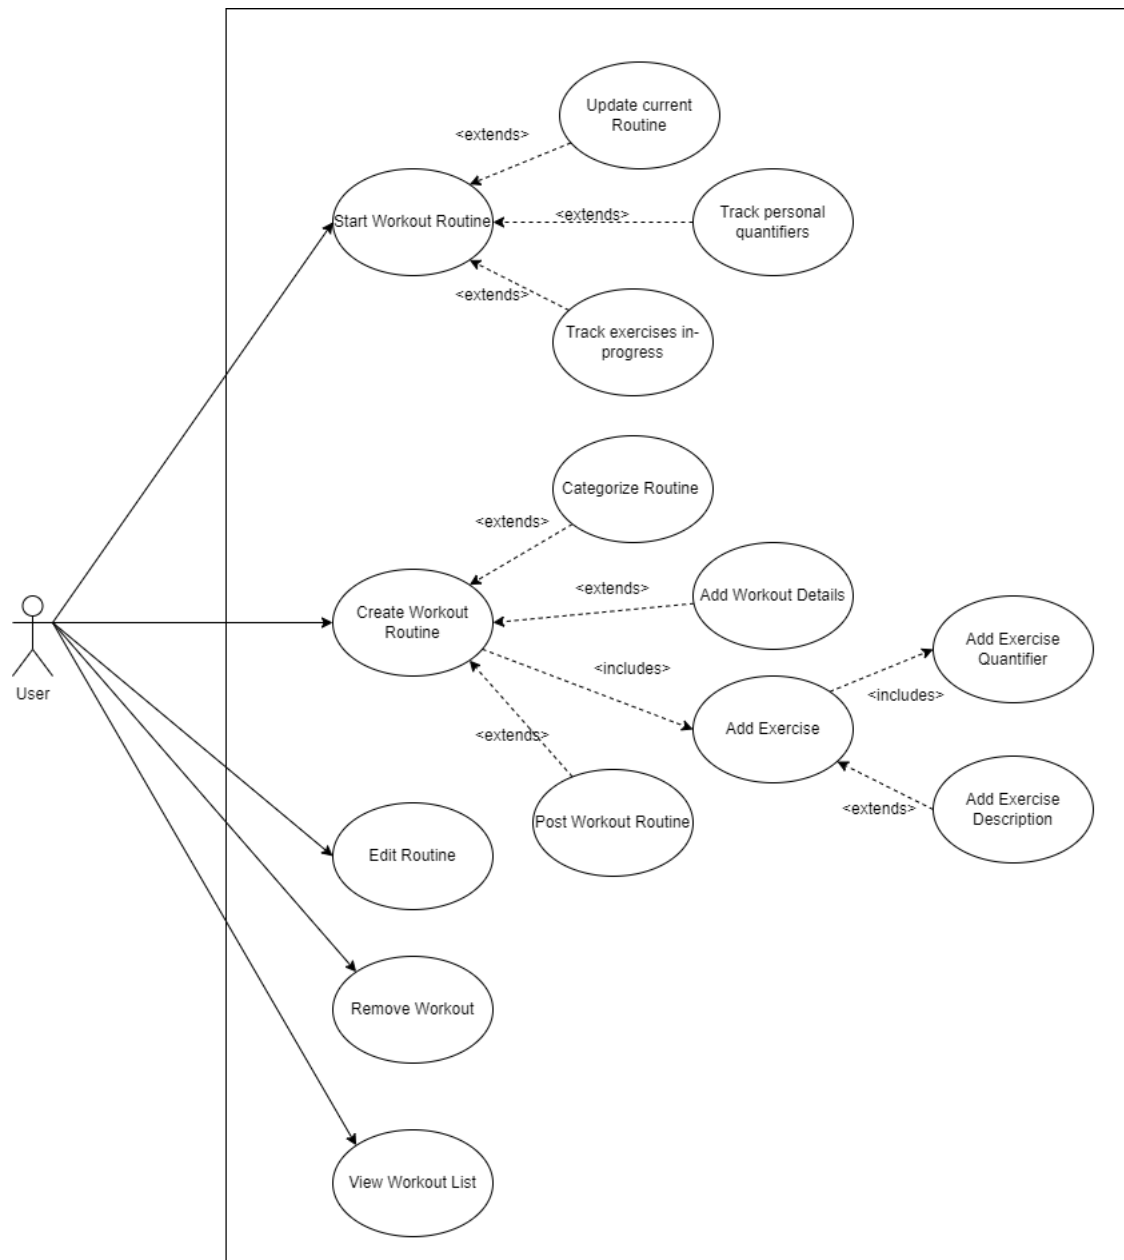 Update current
Routine
<extends>
Start Workout Routine
<extends>
Track personal
quantifiers
<extends>
Track exercises in-
progress
Categorize Routine
<extends>
<extends>
Add Workout Details
Create Workout
Routine
Add Exercise
Quantifier
<includes>
<includes>
User
Add Exercise
<extends>
Post Workout Routine
<extends>
Add Exercise
Description
Edit Routine
Remove Workout
View Workout List